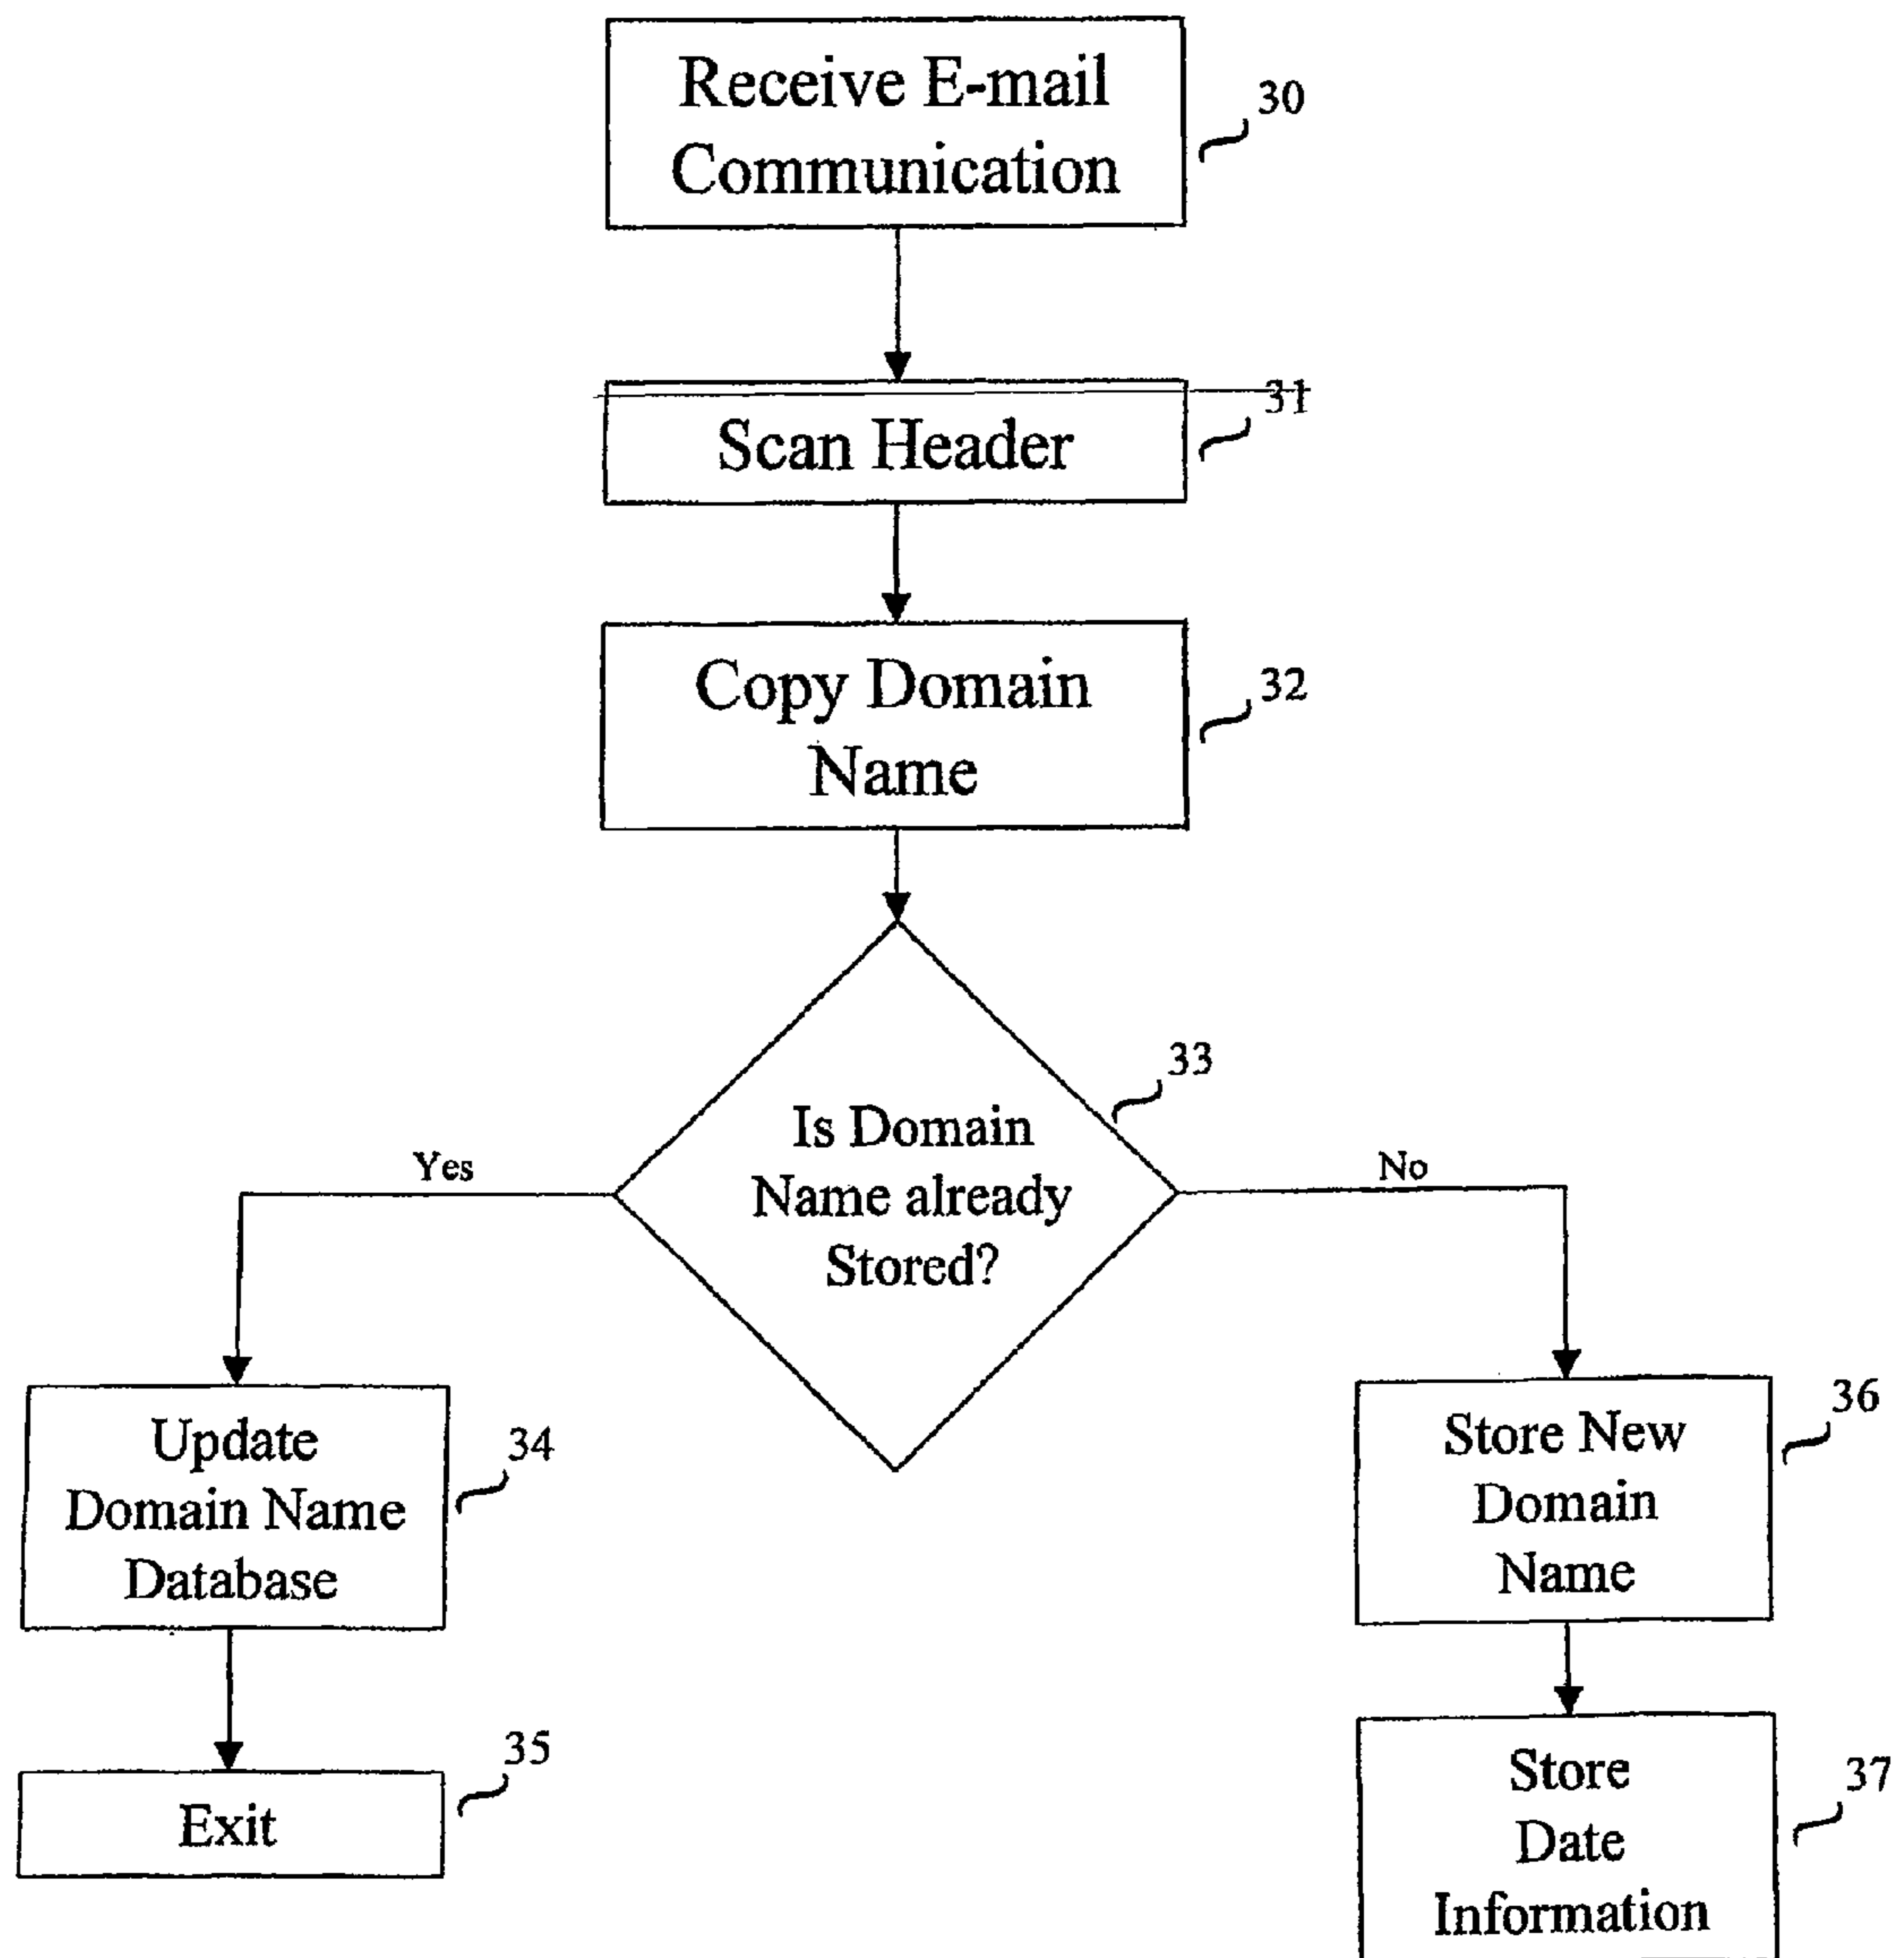 Receive E-mail
Communication
30
Scan Header
31
Copy Domain
Name
32
Is Domain
Name already
Stored?
33
Yes
No
Update
Domain Name
Database
34
Exit
35
Store New
Domain
Name
36
Store
Date
Information
37